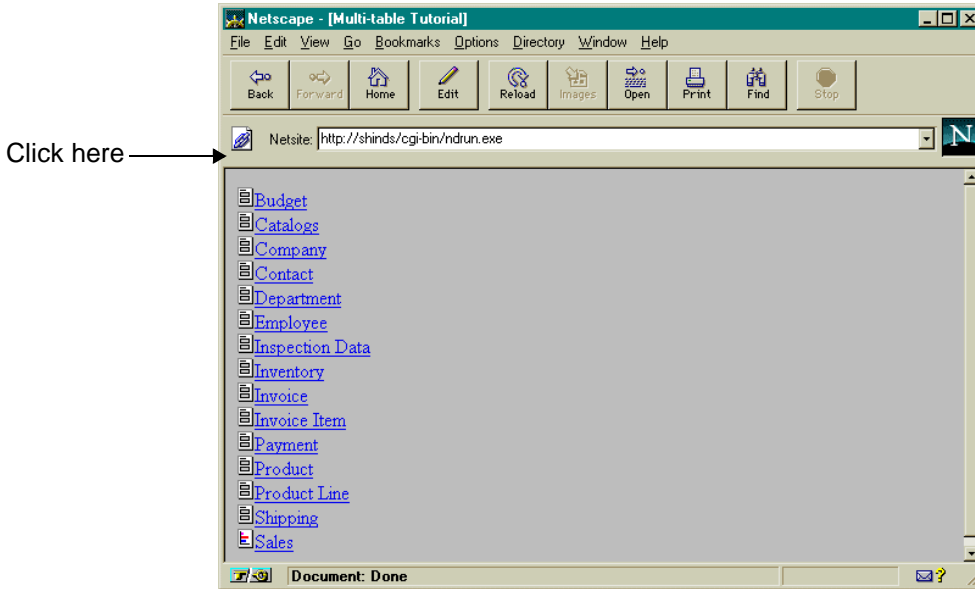 Netscape - [Multi-table Tutorial]
File Edit View Go Bookmarks Options Directory Window Help
Back Forward Home Edit Reload Images Open Print Find Stop
Click here
Netsite: http://shinds/cgi-bin/ndrun.exe
N
Budget
Catalogs
Company
Contact
Department
Employee
Inspection Data
Inventory
Invoice
Invoice Item
Payment
Product
Product Line
Shipping
Sales
Document: Done
?